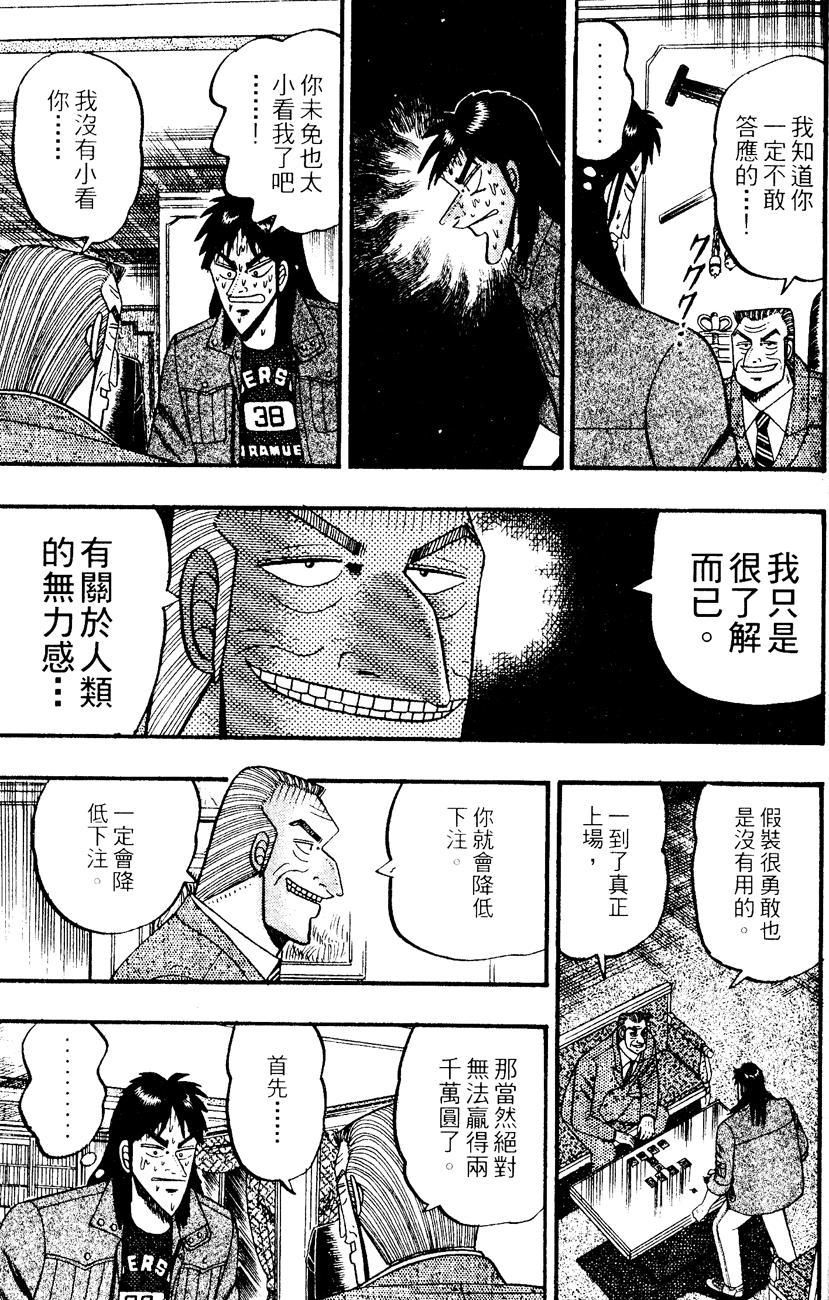 我知道你
一定不敢
答應的…！
……
ククク…
你未免也太
小看我了吧
……！
我沒有小看
你……
ERS
38
IRAMUE
我只是
很了解
而已。
有關於人類
的無力感…
假裝很勇敢也
是沒有用的。
一到了真正
上場，
你就會降低
下注。
一定會降
低下注。
那當然絕對
無法贏得兩
千萬圓了。
首先……
………
ERS